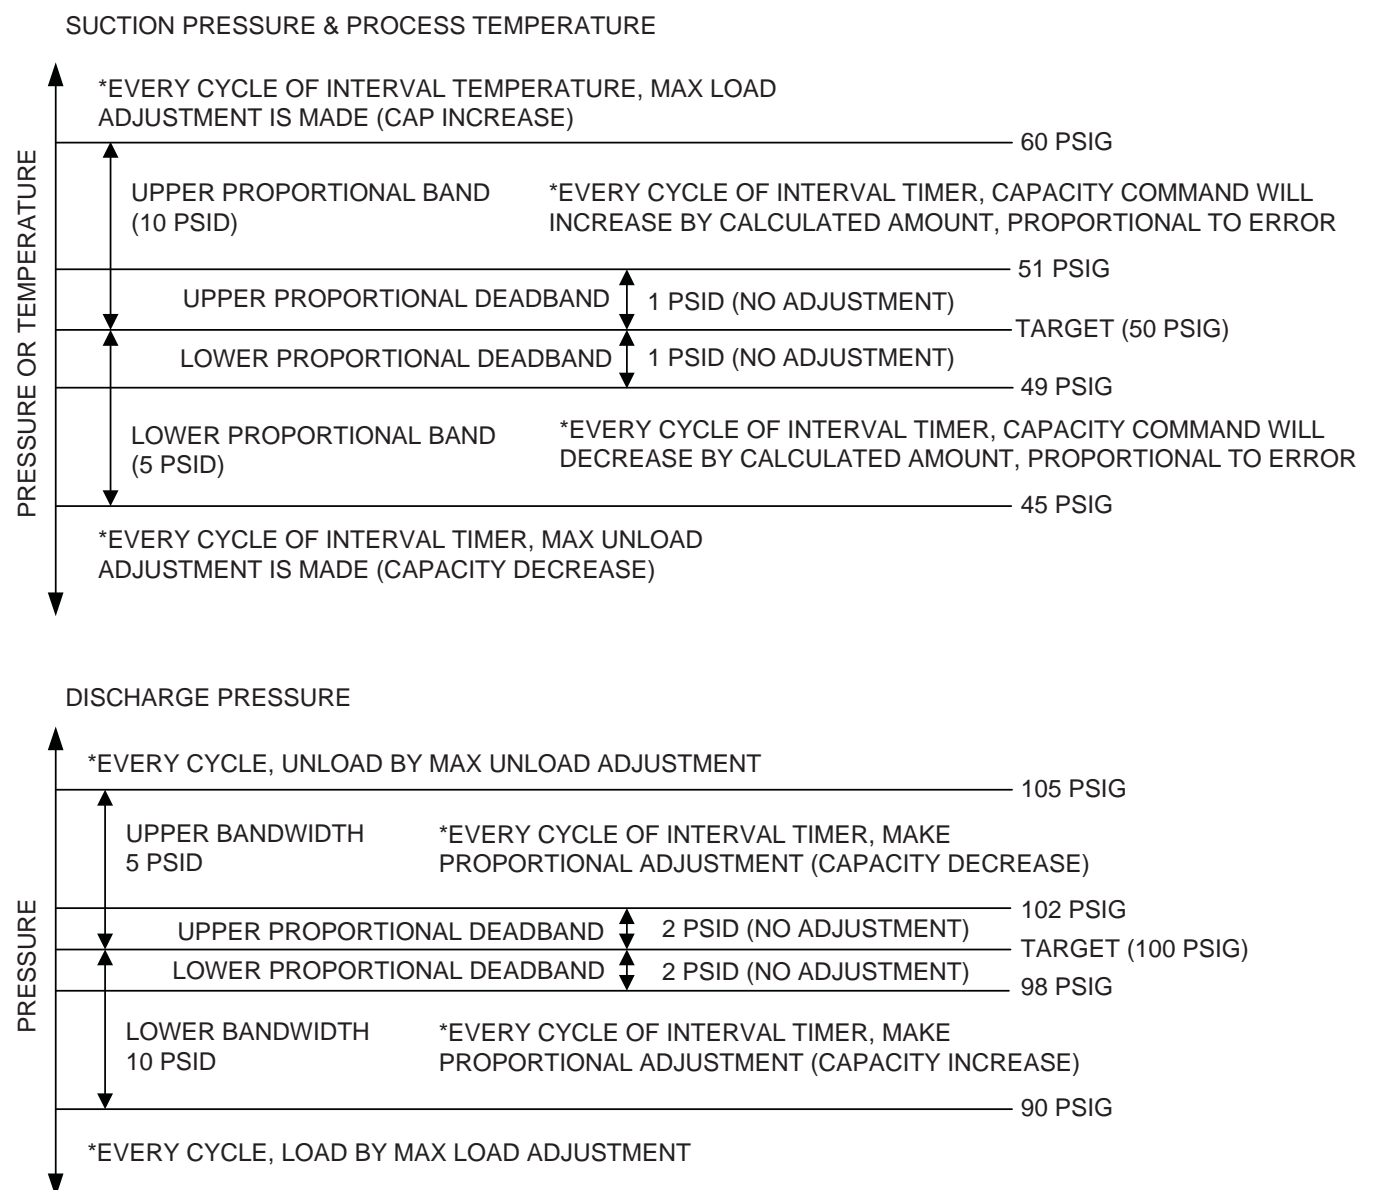 SUCTION PRESSURE & PROCESS TEMPERATURE
*EVERY CYCLE OF INTERVAL TEMPERATURE, MAX LOAD
ADJUSTMENT IS MADE (CAP INCREASE)
60 PSIG
UPPER PROPORTIONAL BAND
(10 PSID)
*EVERY CYCLE OF INTERVAL TIMER, CAPACITY COMMAND WILL
INCREASE BY CALCULATED AMOUNT, PROPORTIONAL TO ERROR
51 PSIG
UPPER PROPORTIONAL DEADBAND
1 PSID (NO ADJUSTMENT)
TARGET (50 PSIG)
LOWER PROPORTIONAL DEADBAND
1 PSID (NO ADJUSTMENT)
49 PSIG
LOWER PROPORTIONAL BAND
(5 PSID)
*EVERY CYCLE OF INTERVAL TIMER, CAPACITY COMMAND WILL
DECREASE BY CALCULATED AMOUNT, PROPORTIONAL TO ERROR
45 PSIG
*EVERY CYCLE OF INTERVAL TIMER, MAX UNLOAD
ADJUSTMENT IS MADE (CAPACITY DECREASE)
PRESSURE OR TEMPERATURE
DISCHARGE PRESSURE
*EVERY CYCLE, UNLOAD BY MAX UNLOAD ADJUSTMENT
105 PSIG
UPPER BANDWIDTH
5 PSID
*EVERY CYCLE OF INTERVAL TIMER, MAKE
PROPORTIONAL ADJUSTMENT (CAPACITY DECREASE)
102 PSIG
UPPER PROPORTIONAL DEADBAND
2 PSID (NO ADJUSTMENT)
TARGET (100 PSIG)
LOWER PROPORTIONAL DEADBAND
2 PSID (NO ADJUSTMENT)
98 PSIG
LOWER BANDWIDTH
10 PSID
*EVERY CYCLE OF INTERVAL TIMER, MAKE
PROPORTIONAL ADJUSTMENT (CAPACITY INCREASE)
90 PSIG
*EVERY CYCLE, LOAD BY MAX LOAD ADJUSTMENT
PRESSURE